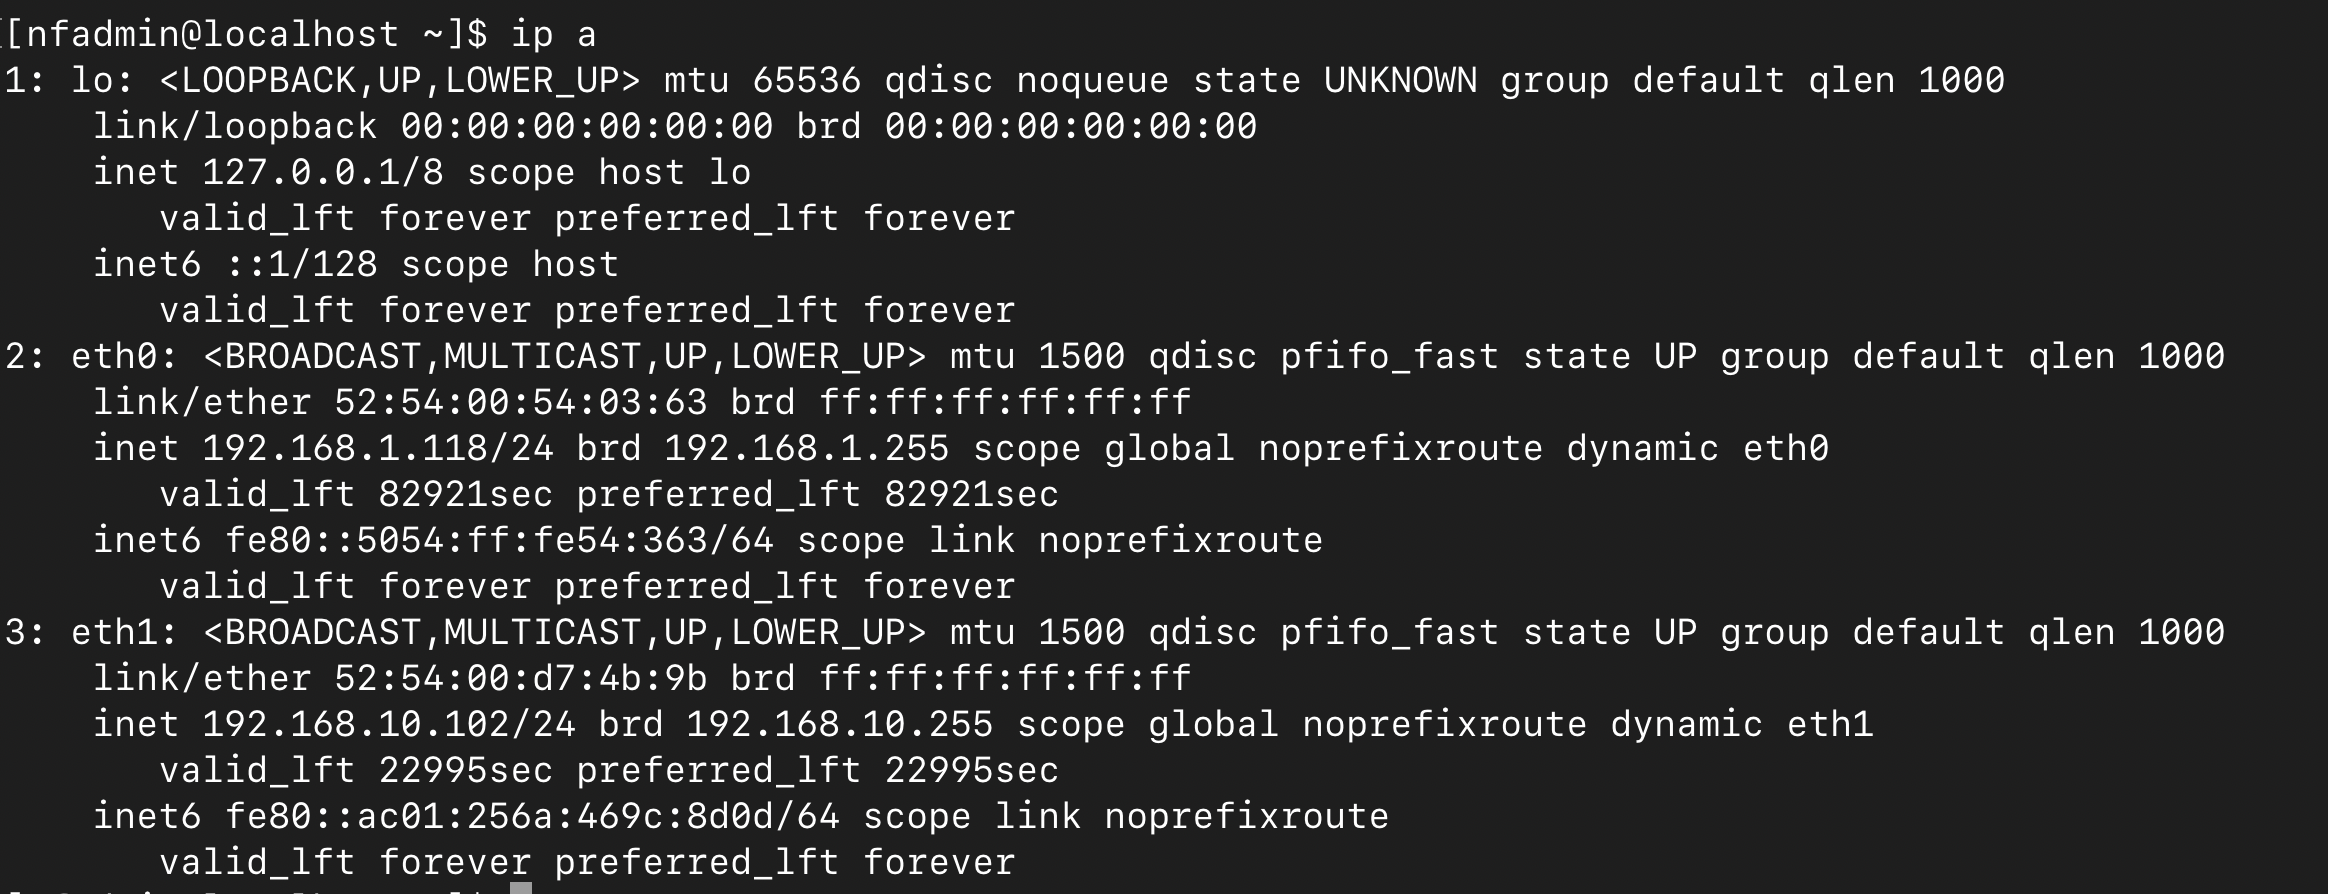 [nfadmin@localhost ~]$ ip a
1: lo: <LOOPBACK,UP,LOWER_UP> mtu 65536 qdisc noqueue state UNKNOWN group default qlen 1000
    link/loopback 00:00:00:00:00:00 brd 00:00:00:00:00:00
    inet 127.0.0.1/8 scope host lo
       valid_lft forever preferred_lft forever
    inet6 ::1/128 scope host
       valid_lft forever preferred_lft forever
2: eth0: <BROADCAST,MULTICAST,UP,LOWER_UP> mtu 1500 qdisc pfifo_fast state UP group default qlen 1000
    link/ether 52:54:00:54:03:63 brd ff:ff:ff:ff:ff:ff
    inet 192.168.1.118/24 brd 192.168.1.255 scope global noprefixroute dynamic eth0
       valid_lft 82921sec preferred_lft 82921sec
    inet6 fe80::5054:ff:fe54:363/64 scope link noprefixroute
       valid_lft forever preferred_lft forever
3: eth1: <BROADCAST,MULTICAST,UP,LOWER_UP> mtu 1500 qdisc pfifo_fast state UP group default qlen 1000
    link/ether 52:54:00:d7:4b:9b brd ff:ff:ff:ff:ff:ff
    inet 192.168.10.102/24 brd 192.168.10.255 scope global noprefixroute dynamic eth1
       valid_lft 22995sec preferred_lft 22995sec
    inet6 fe80::ac01:256a:469c:8d0d/64 scope link noprefixroute
       valid_lft forever preferred_lft forever